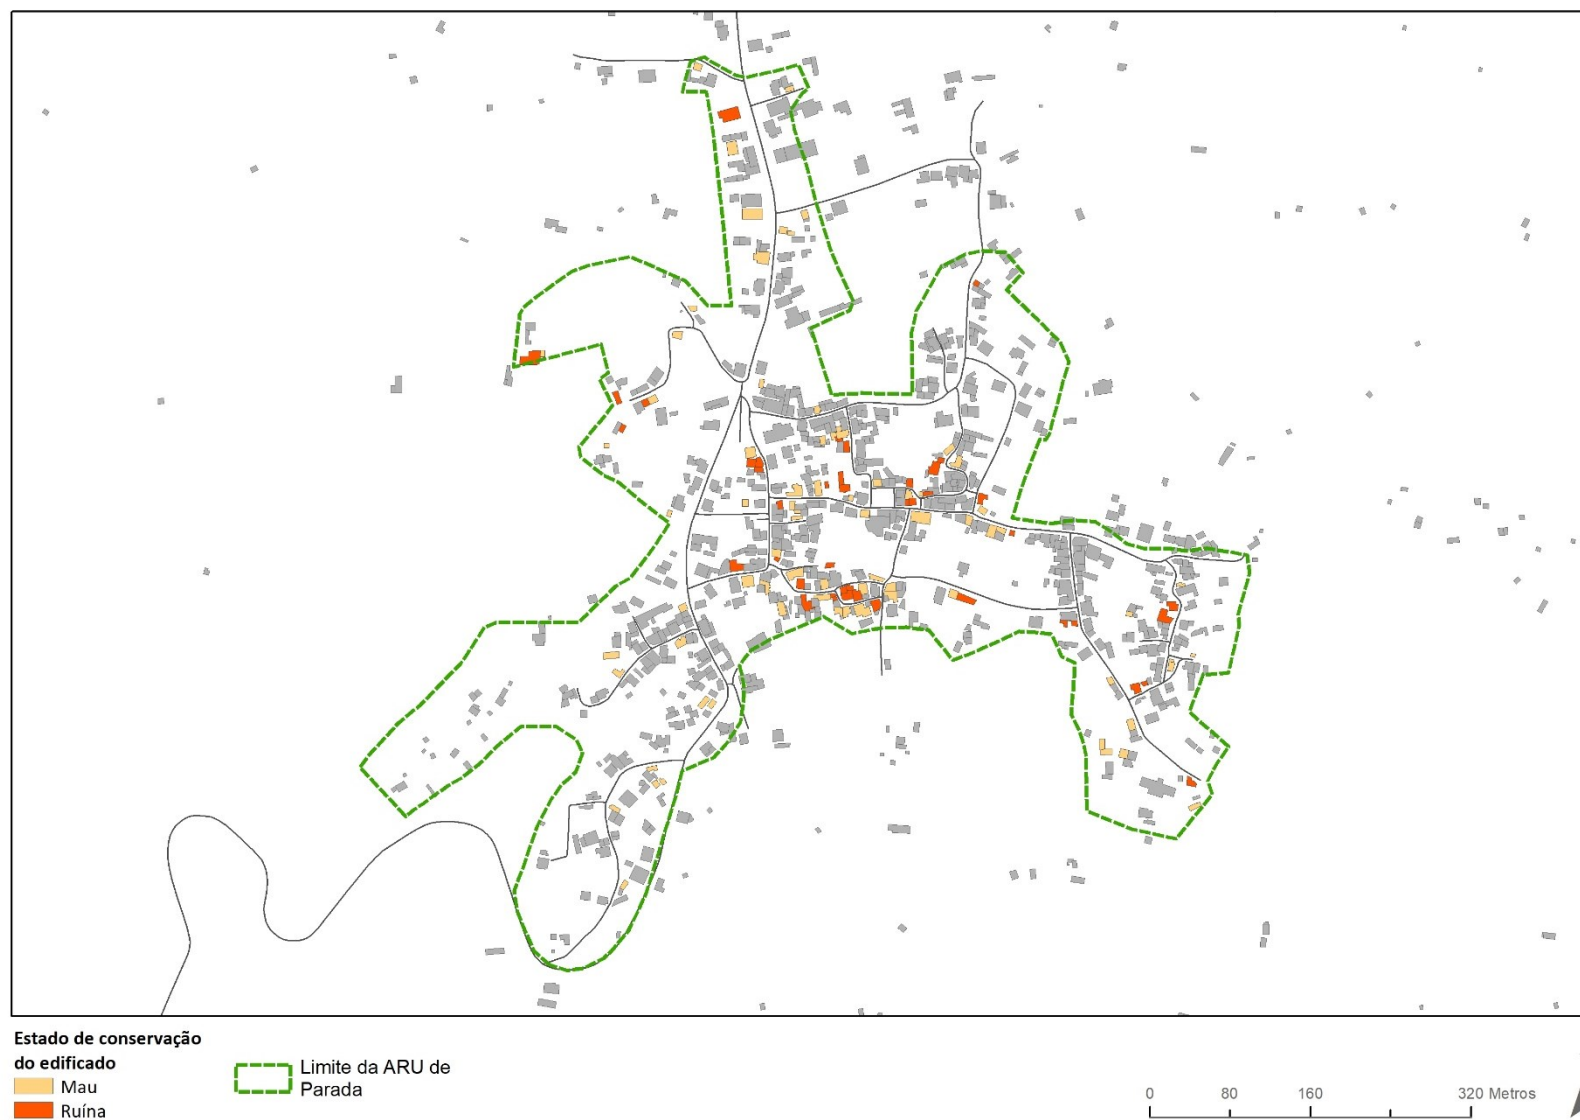 Estado de conservação
do edificado
Mau
Ruína
Limite da ARU de
Parada
0 80 160 320 Metros